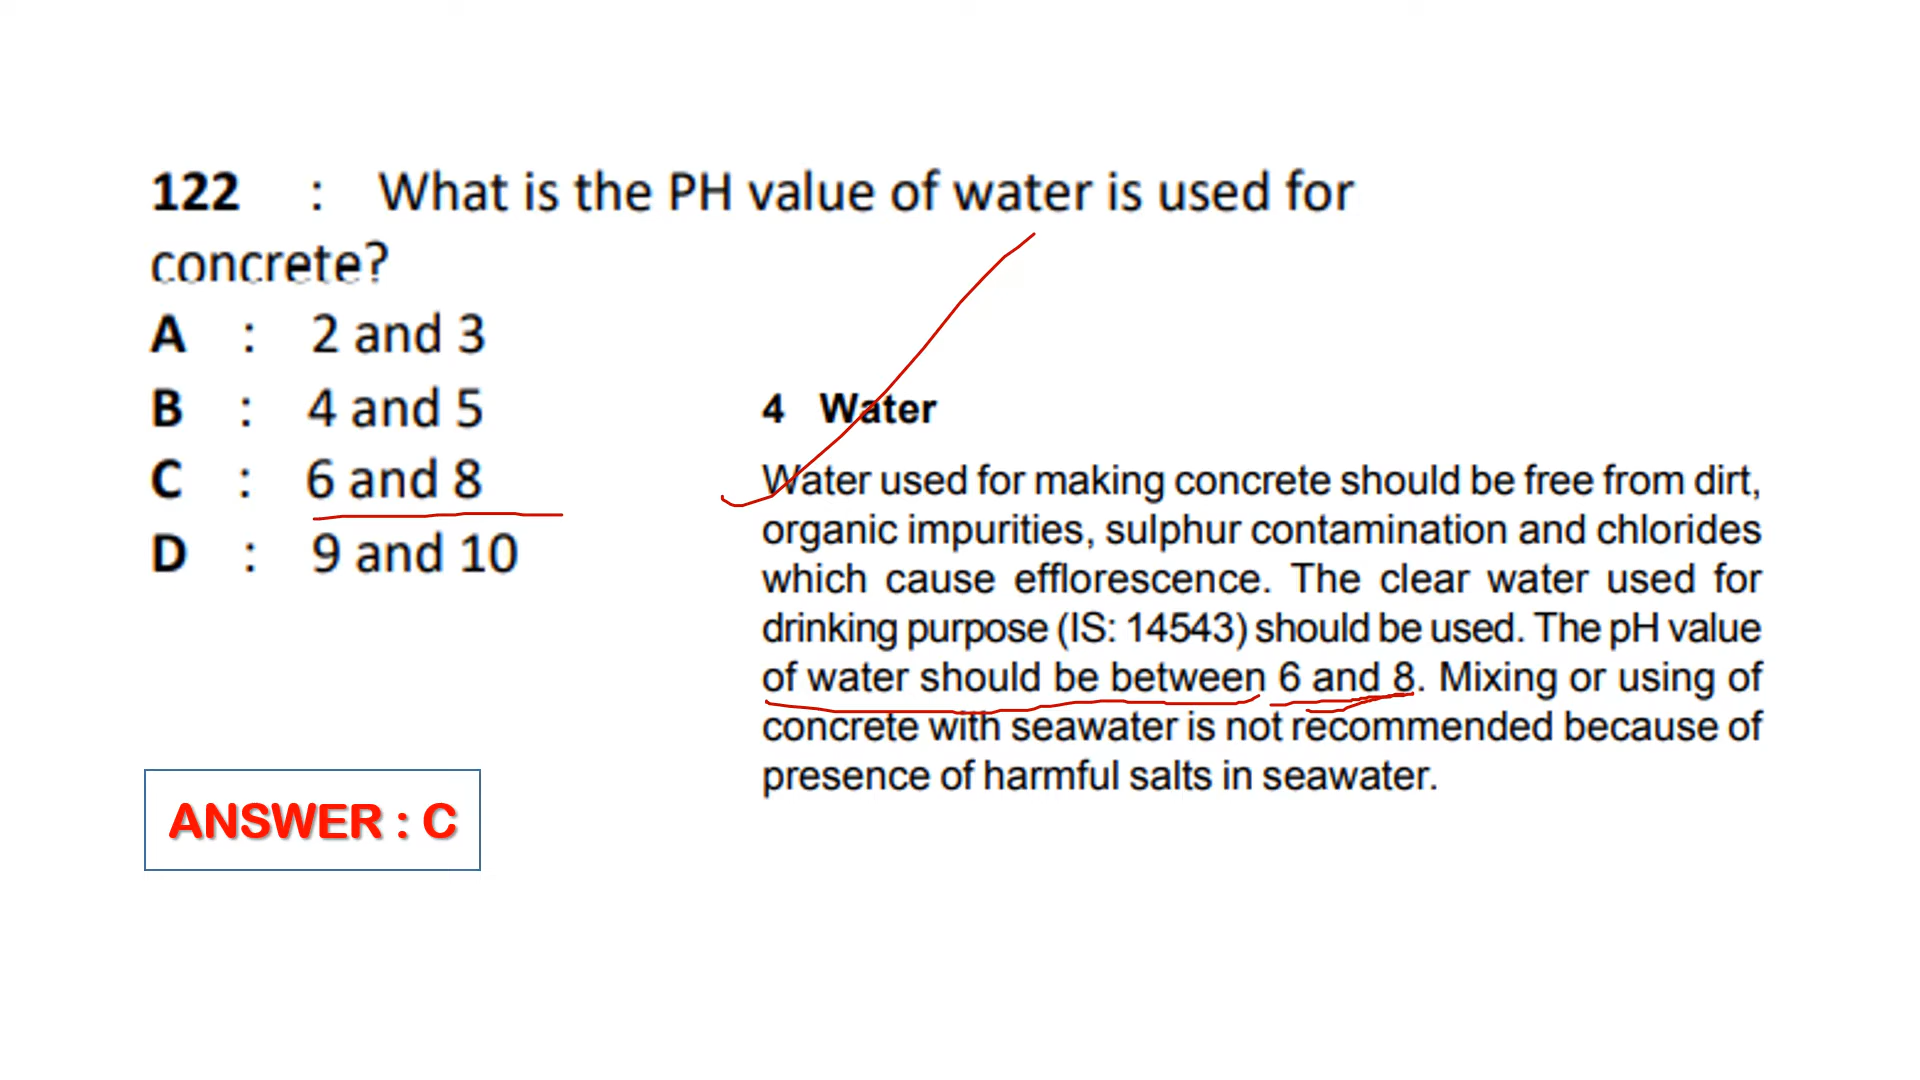 122 : What is the PH value of water is used for
concrete?
A : 2 and 3
B : 4 and 5
C : 6 and 8
D : 9 and 10
4 Water
Water used for making concrete should be free from dirt,
organic impurities, sulphur contamination and chlorides
which cause efflorescence. The clear water used for
drinking purpose (IS: 14543) should be used. The pH value
of water should be between 6 and 8. Mixing or using of
concrete with seawater is not recommended because of
presence of harmful salts in seawater.
ANSWER : C